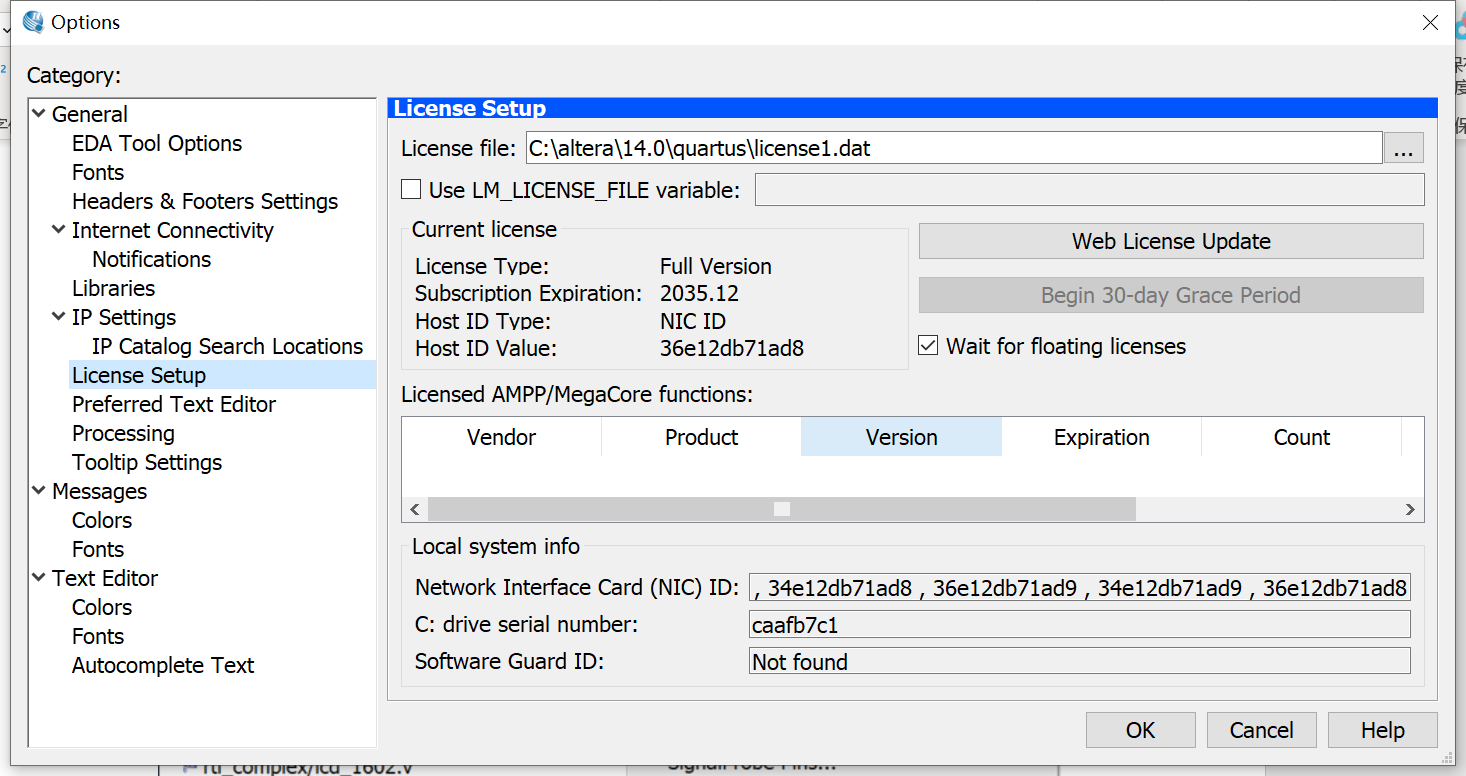 Options
Category:
General
EDA Tool Options
Fonts
Headers & Footers Settings
Internet Connectivity
Notifications
Libraries
IP Settings
IP Catalog Search Locations
License Setup
Preferred Text Editor
Processing
Tooltip Settings
Messages
Colors
Fonts
Text Editor
Colors
Fonts
Autocomplete Text
License Setup
License file: C:\altera\14.0\quartus\license1.dat ...
Use LM_LICENSE_FILE variable:
Current license
License Type: Full Version
Subscription Expiration: 2035.12
Host ID Type: NIC ID
Host ID Value: 36e12db71ad8
Web License Update
Begin 30-day Grace Period
Wait for floating licenses
Licensed AMPP/MegaCore functions:
Vendor Product Version Expiration Count
Local system info
Network Interface Card (NIC) ID: , 34e12db71ad8 , 36e12db71ad9 , 34e12db71ad9 , 36e12db71ad8
C: drive serial number: caafb7c1
Software Guard ID: Not found
OK Cancel Help
rtl_complex/lcd_1602.v